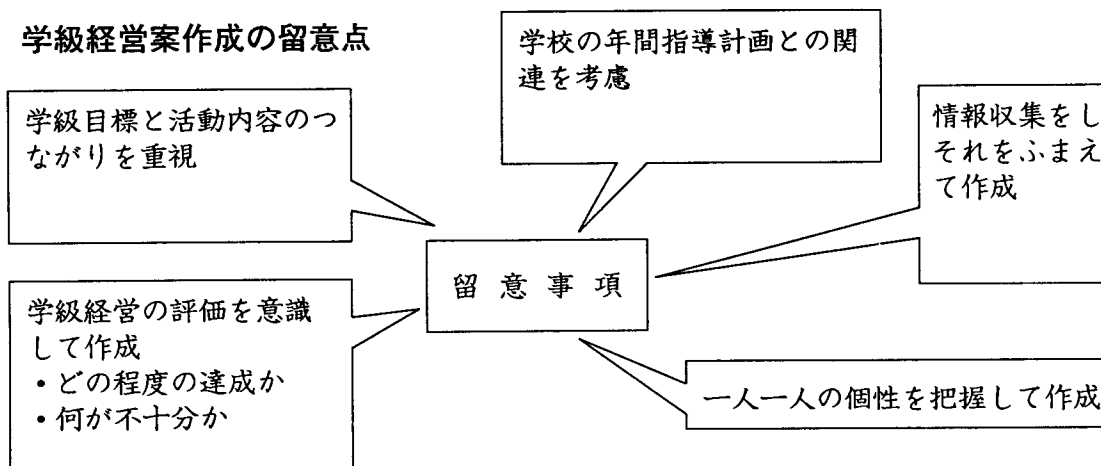 学級経営案作成の留意点
学校の年間指導計画との関
連を考慮
学級目標と活動内容のつ
ながりを重視
情報収集をし
それをふまえ
て作成
留意事項
学級経営の評価を意識
して作成
・どの程度の達成か
・何が不十分か
一人一人の個性を把握して作成